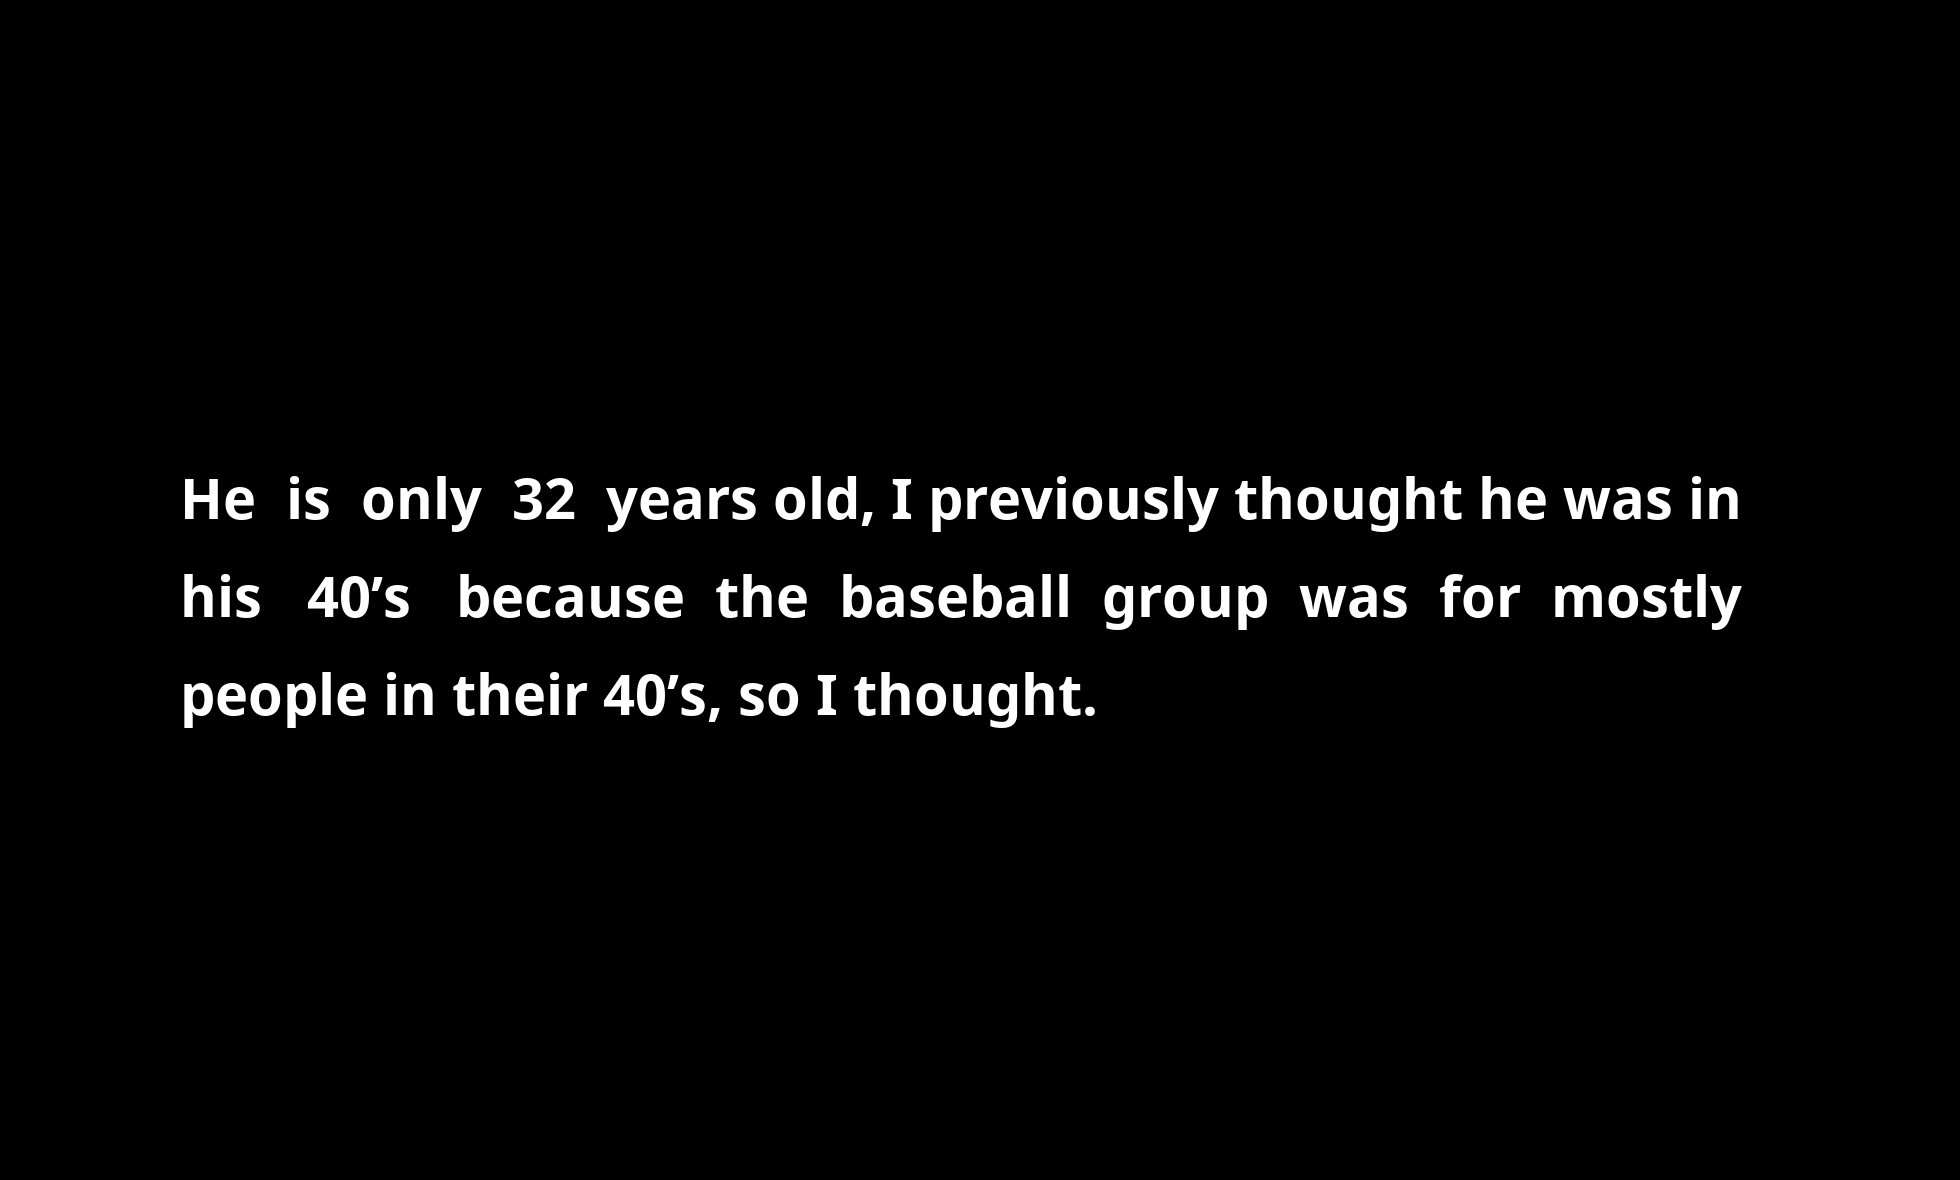 He is only 32 years old, I previously thought he was in
his 40’s because the baseball group was for mostly
people in their 40’s, so I thought.